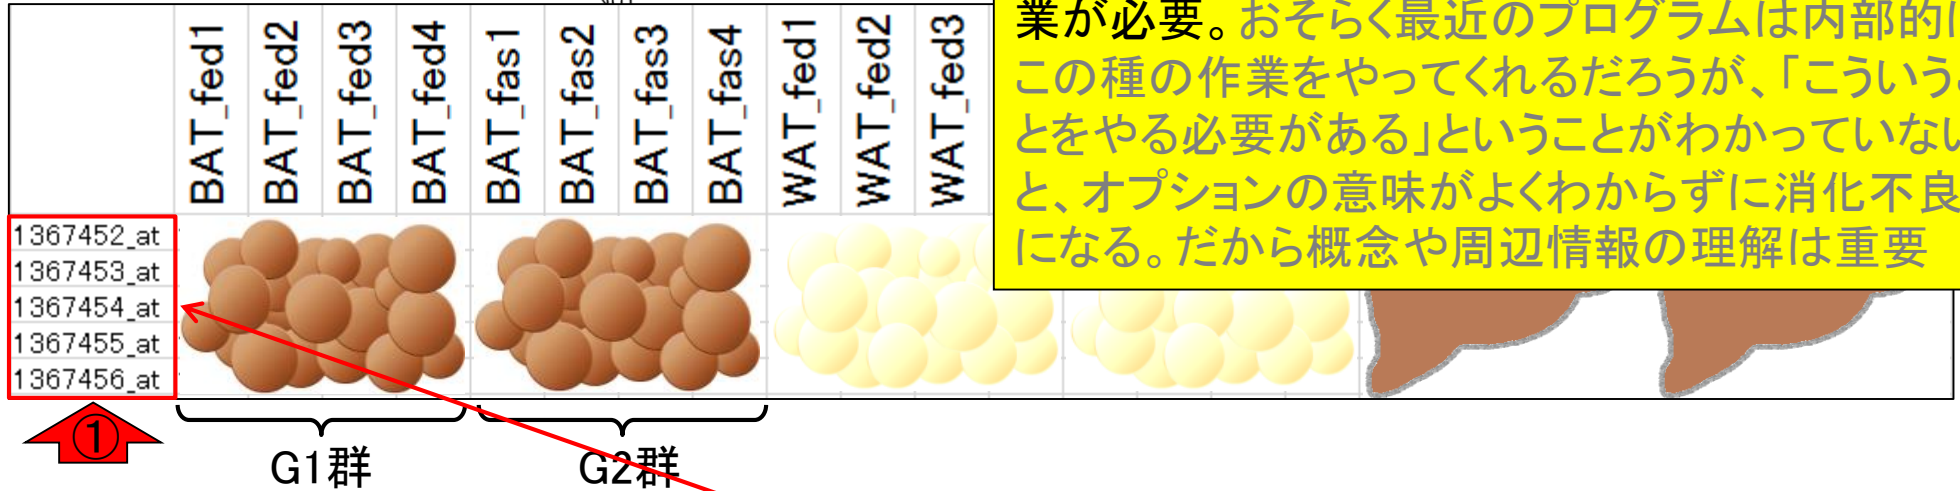 BAT_fed1
BAT_fed2
BAT_fed3
BAT_fed4
BAT_fas1
BAT_fas2
BAT_fas3
BAT_fas4
WAT_fed1
WAT_fed2
WAT_fed3
業が必要。おそらく最近のプログラムは内部的に
この種の作業をやってくれるだろうが、「こういうこ
とをやる必要がある」ということがわかっていない
と、オプションの意味がよくわからずに消化不良
になる。だから概念や周辺情報の理解は重要
1367452_at
1367453_at
1367454_at
1367455_at
1367456_at
①
G1群
G2群